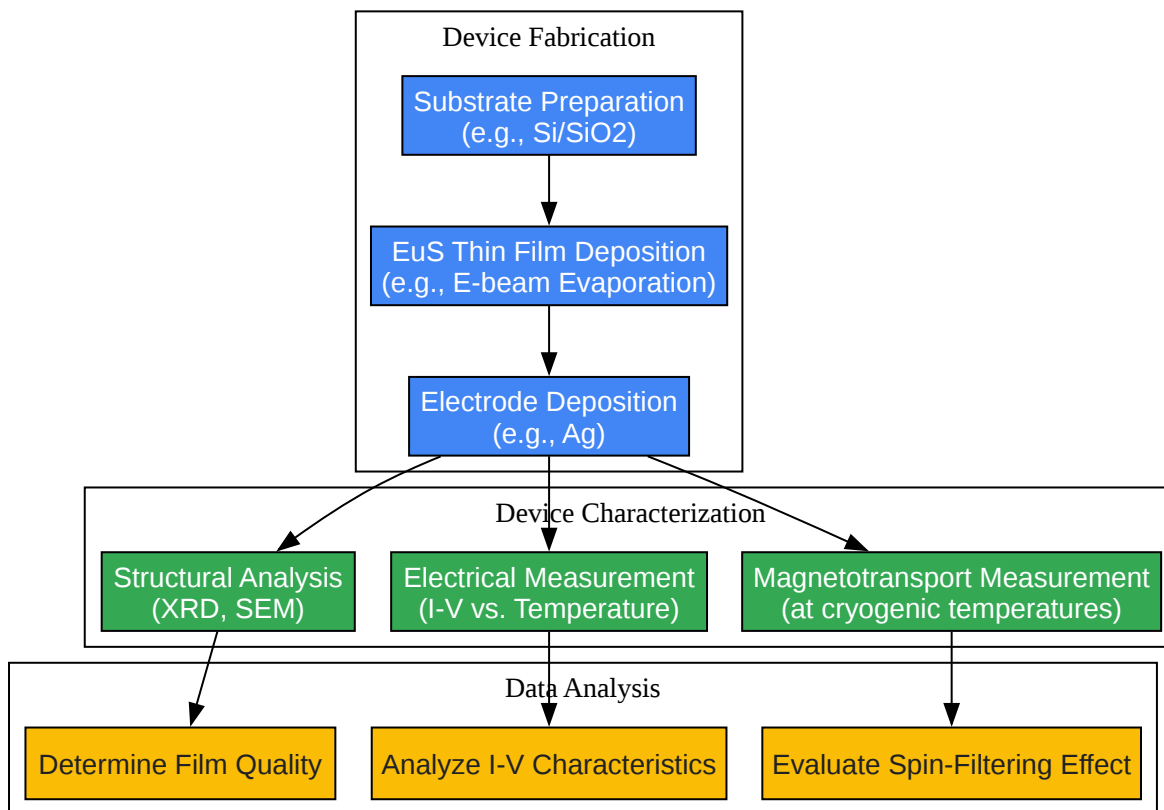 Device Fabrication
Substrate Preparation
(e.g., Si/SiO2)
EuS Thin Film Deposition
(e.g., E-beam Evaporation)
Electrode Deposition
(e.g., Ag)
Device Characterization
Structural Analysis
(XRD, SEM)
Electrical Measurement
(I-V vs. Temperature)
Magnetotransport Measurement
(at cryogenic temperatures)
Data Analysis
Determine Film Quality
Analyze I-V Characteristics
Evaluate Spin-Filtering Effect